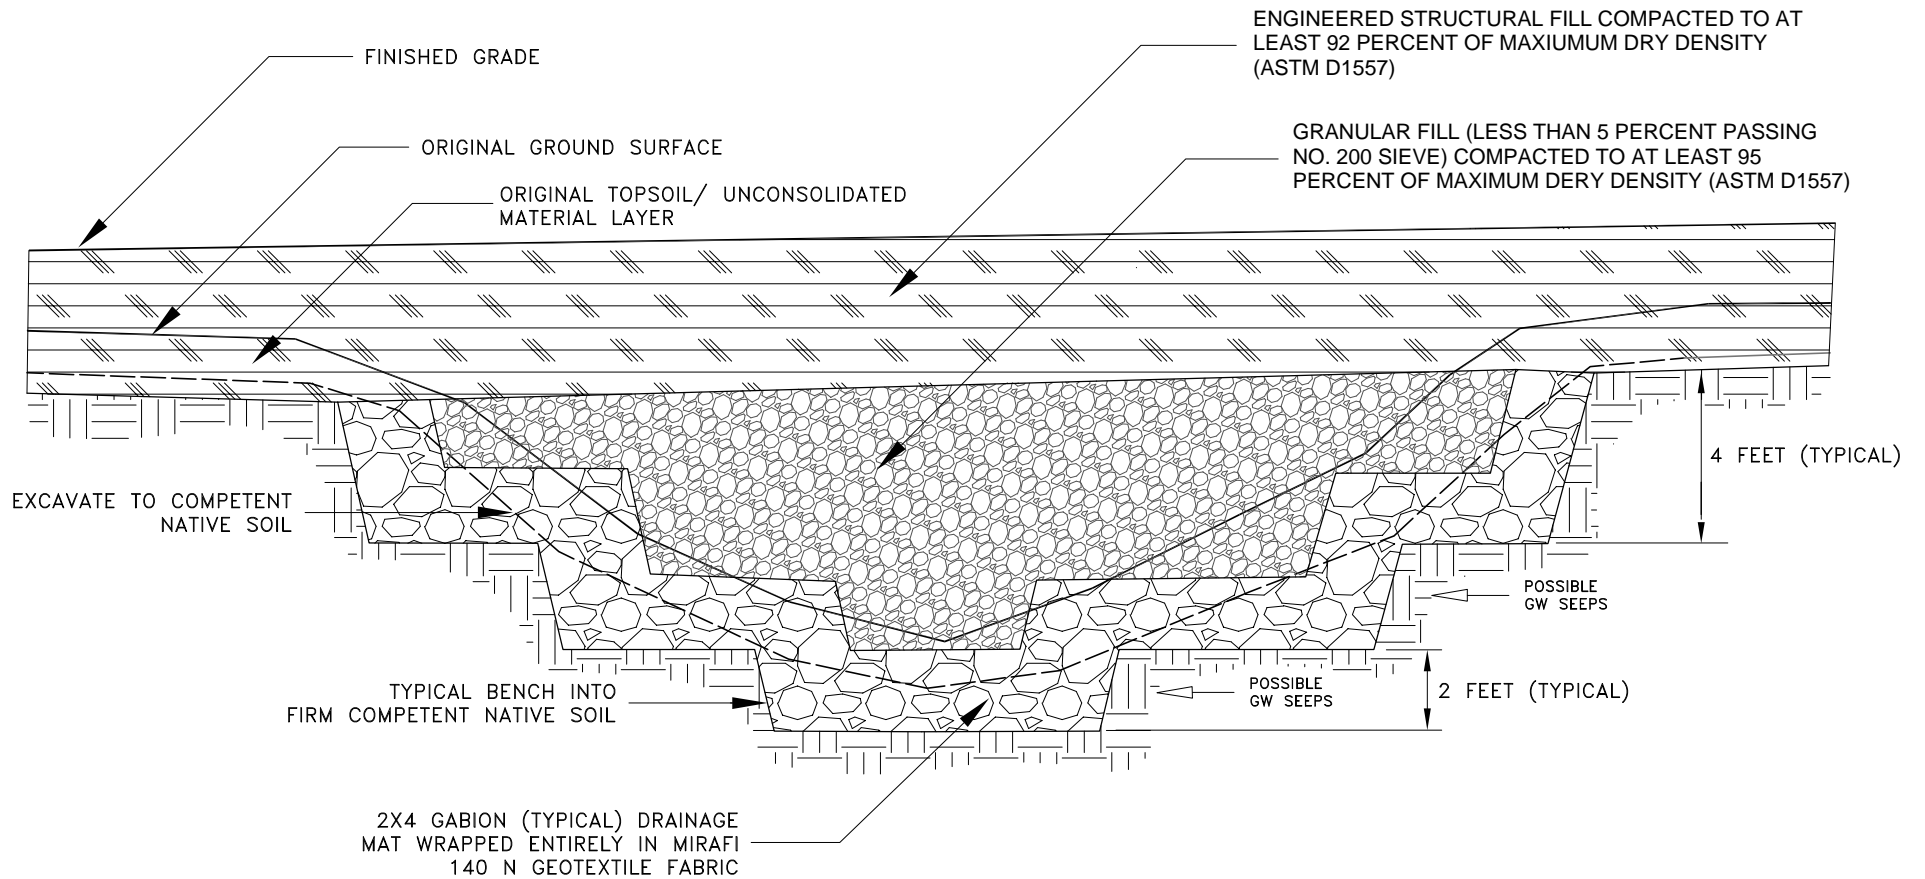 ENGINEERED STRUCTURAL FILL COMPACTED TO AT
LEAST 92 PERCENT OF MAXIUMUM DRY DENSITY
(ASTM D1557)
FINISHED GRADE
GRANULAR FILL (LESS THAN 5 PERCENT PASSING
NO. 200 SIEVE) COMPACTED TO AT LEAST 95
PERCENT OF MAXIMUM DERY DENSITY (ASTM D1557)
ORIGINAL GROUND SURFACE
ORIGINAL TOPSOIL/ UNCONSOLIDATED
MATERIAL LAYER
4 FEET (TYPICAL)
EXCAVATE TO COMPETENT
NATIVE SOIL
POSSIBLE
GW SEEPS
TYPICAL BENCH INTO
FIRM COMPETENT NATIVE SOIL
POSSIBLE
GW SEEPS
2 FEET (TYPICAL)
2X4 GABION (TYPICAL) DRAINAGE
MAT WRAPPED ENTIRELY IN MIRAFI
140 N GEOTEXTILE FABRIC